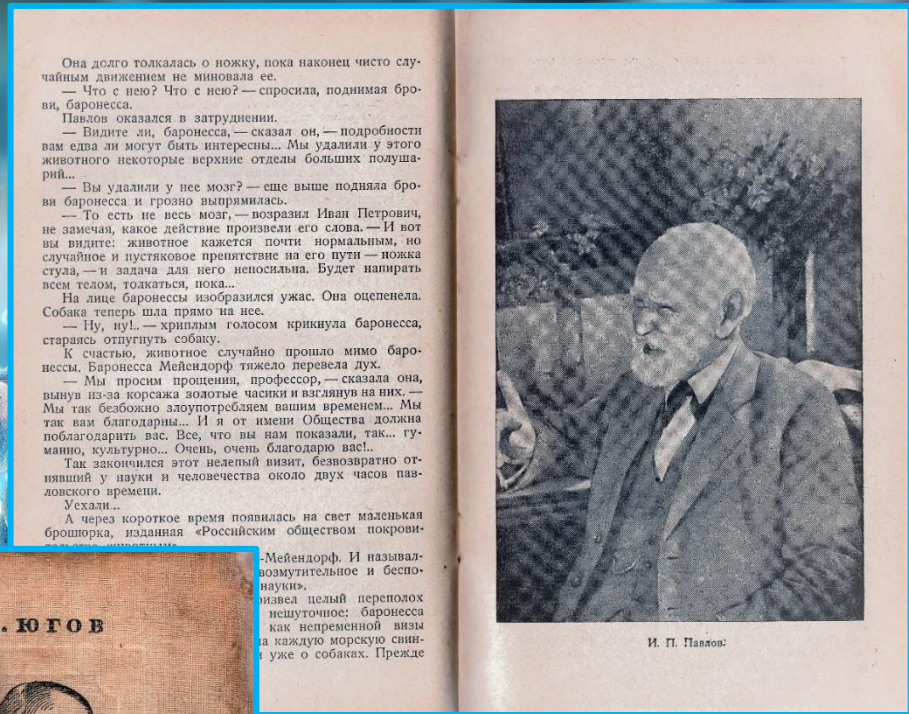 Она долго толкалась о ножку, пока наконец чисто слу-
чайным движением не миновала ее.
— Что с нею? Что с нею? — спросила, поднимая бро-
ви, баронесса.
Павлов оказался в затруднении.
— Видите ли, баронесса, — сказал он, — подробности
вам едва ли могут быть интересны... Мы удалили у этого
животного некоторые верхние отделы больших полуша-
рий...
— Вы удалили у нее мозг? — еще выше подняла бро-
ви баронесса и грозно выпрямилась.
— То есть не весь мозг, — возразил Иван Петрович,
не замечая, какое действие произвели его слова. — И вот
вы видите: животное кажется почти нормальным, но
случайное и пустяковое препятствие на его пути — ножка
стула, — и задача для него непосильна. Будет напирать
всем телом, толкаться, пока...
На лице баронессы изобразился ужас. Она оцепенела.
Собака теперь шла прямо на нее.
— Ну, ну!.. — хриплым голосом крикнула баронесса,
стараясь отпугнуть собаку.
К счастью, животное случайно прошло мимо баро-
нессы. Баронесса Мейендорф тяжело перевела дух.
— Мы просим прощения, профессор, — сказала она,
вынув из-за корсажа золотые часики и взглянув на них. —
Мы так безбожно злоупотребляем вашим временем... Мы
так вам благодарны... И я от имени Общества должна
поблагодарить вас. Все, что вы нам показали, так... гу-
манно, культурно... Очень, очень благодарю вас!..
Так закончился этот нелепый визит, безвозвратно от-
нявший у науки и человечества около двух часов пав-
ловского времени.
Уехали...
А через короткое время появилась на свет маленькая
брошюрка, изданная «Российским обществом покрови-
-Мейендорф. И называл-
возмутительное и беспо-
науки».
извел целый переполох
нешуточное: баронесса
как непременной визы
на каждую морскую свин-
уже о собаках. Прежде
И. П. Павлов.
. ЮГОВ